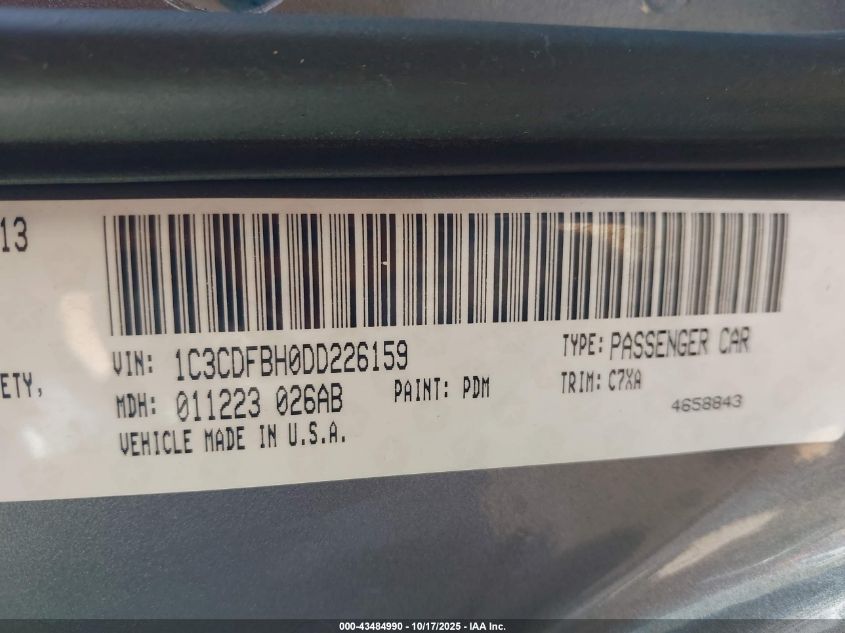 13
VIN: 1C3CDFBH0DD226159
TYPE: PASSENGER CAR
ETY,
MDH: 011223 026AB
PAINT: PDM
TRIM: C7XA
4658843
VEHICLE MADE IN U.S.A.
000-43484990 - 10/17/2025 - IAA Inc.